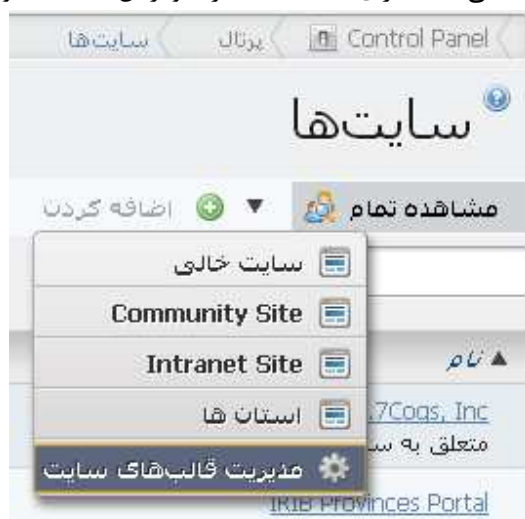 Control Panel پرتال سایت‌ها
سایت‌ها
مشاهده تمام اضافه کردن
سایت خالی
Community Site
Intranet Site
استان ها
مدیریت قالب‌های سایت
نام
7Cogs, Inc.
متعلق به
IRIB Provinces Portal